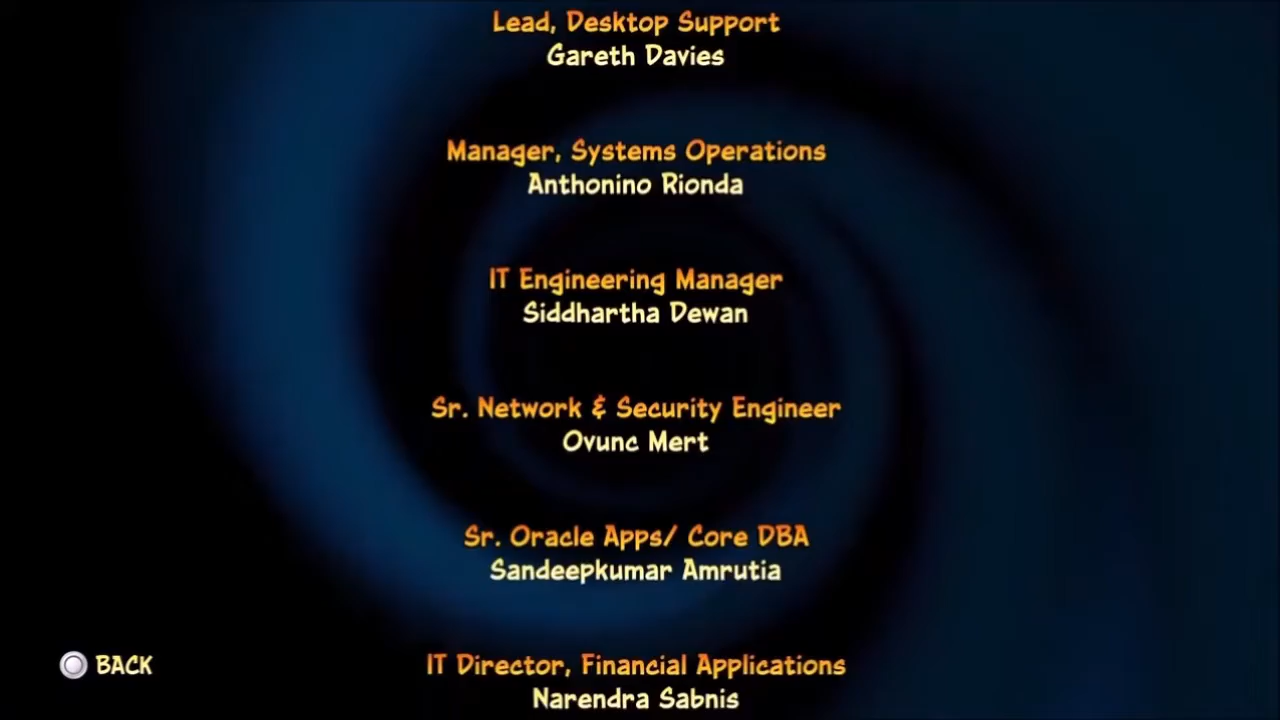 Lead, Desktop Support
Gareth Davies
Manager, Systems Operations
Anthonino Rionda
IT Engineering Manager
Siddhartha Dewan
Sr. Network & Security Engineer
Ovunc Mert
Sr. Oracle Apps/ Core DBA
Sandeepkumar Amrutia
IT Director, Financial Applications
Narendra Sabnis
BACK